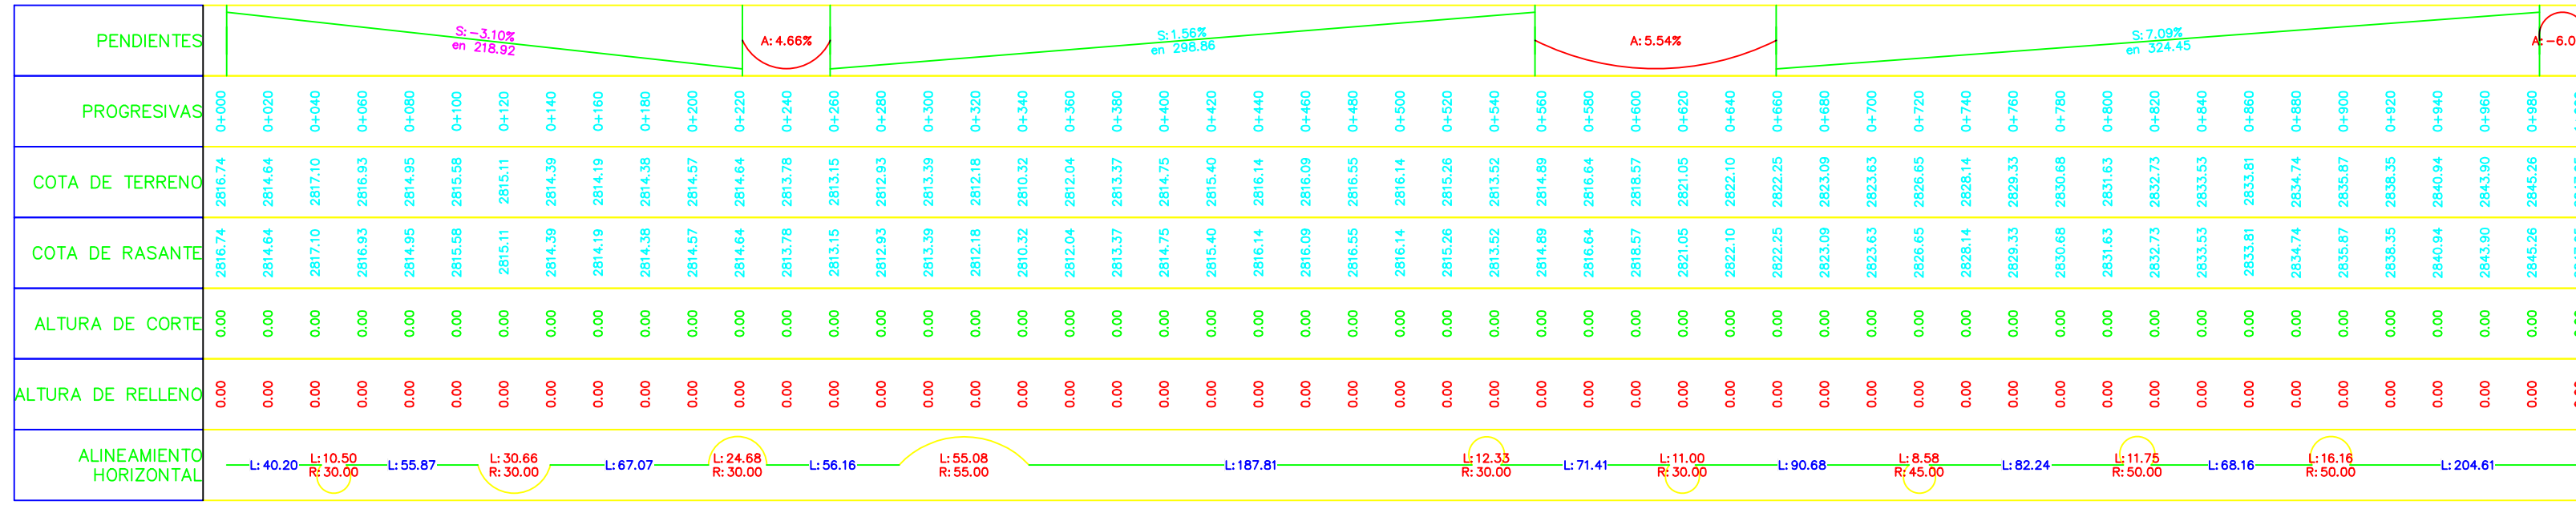 PENDIENTES
S:-3.10%
en 218.92
A:4.66%
S:1.56%
en 298.86
A:5.54%
S:7.09%
en 324.45
A:-6.0
PROGRESIVAS
0+000 0+020 0+040 0+060 0+080 0+100 0+120 0+140 0+160 0+180 0+200 0+220 0+240 0+260 0+280 0+300 0+320 0+340 0+360 0+380 0+400 0+420 0+440 0+460 0+480 0+500 0+520 0+540 0+560 0+580 0+600 0+620 0+640 0+660 0+680 0+700 0+720 0+740 0+760 0+780 0+800 0+820 0+840 0+860 0+880 0+900 0+920 0+940 0+960 0+980
COTA DE TERRENO
2816.74 2814.64 2817.10 2816.93 2814.95 2815.58 2815.11 2814.39 2814.19 2814.38 2814.57 2814.64 2813.78 2813.15 2812.93 2813.39 2812.18 2810.32 2812.04 2813.37 2814.75 2815.40 2816.14 2816.09 2816.55 2816.14 2815.26 2813.52 2814.89 2816.64 2818.57 2821.05 2822.10 2822.25 2823.09 2823.63 2826.65 2828.14 2829.33 2830.68 2831.63 2832.73 2833.53 2833.81 2834.74 2835.87 2838.35 2840.94 2843.90 2845.26
COTA DE RASANTE
2816.74 2814.64 2817.10 2816.93 2814.95 2815.58 2815.11 2814.39 2814.19 2814.38 2814.57 2814.64 2813.78 2813.15 2812.93 2813.39 2812.18 2810.32 2812.04 2813.37 2814.75 2815.40 2816.14 2816.09 2816.55 2816.14 2815.26 2813.52 2814.89 2816.64 2818.57 2821.05 2822.10 2822.25 2823.09 2823.63 2826.65 2828.14 2829.33 2830.68 2831.63 2832.73 2833.53 2833.81 2834.74 2835.87 2838.35 2840.94 2843.90 2845.26
ALTURA DE CORTE
0.00 0.00 0.00 0.00 0.00 0.00 0.00 0.00 0.00 0.00 0.00 0.00 0.00 0.00 0.00 0.00 0.00 0.00 0.00 0.00 0.00 0.00 0.00 0.00 0.00 0.00 0.00 0.00 0.00 0.00 0.00 0.00 0.00 0.00 0.00 0.00 0.00 0.00 0.00 0.00 0.00 0.00 0.00 0.00 0.00 0.00 0.00 0.00 0.00 0.00
ALTURA DE RELLENO
0.00 0.00 0.00 0.00 0.00 0.00 0.00 0.00 0.00 0.00 0.00 0.00 0.00 0.00 0.00 0.00 0.00 0.00 0.00 0.00 0.00 0.00 0.00 0.00 0.00 0.00 0.00 0.00 0.00 0.00 0.00 0.00 0.00 0.00 0.00 0.00 0.00 0.00 0.00 0.00 0.00 0.00 0.00 0.00 0.00 0.00 0.00 0.00 0.00 0.00
ALINEAMIENTO
HORIZONTAL
L:40.20
L:10.50
R:30.00
L:55.87
L:30.66
R:30.00
L:67.07
L:24.68
R:30.00
L:56.16
L:55.08
R:55.00
L:187.81
L:12.33
R:30.00
L:71.41
L:11.00
R:30.00
L:90.68
L:8.58
R:45.00
L:82.24
L:11.75
R:50.00
L:68.16
L:16.16
R:50.00
L:204.61